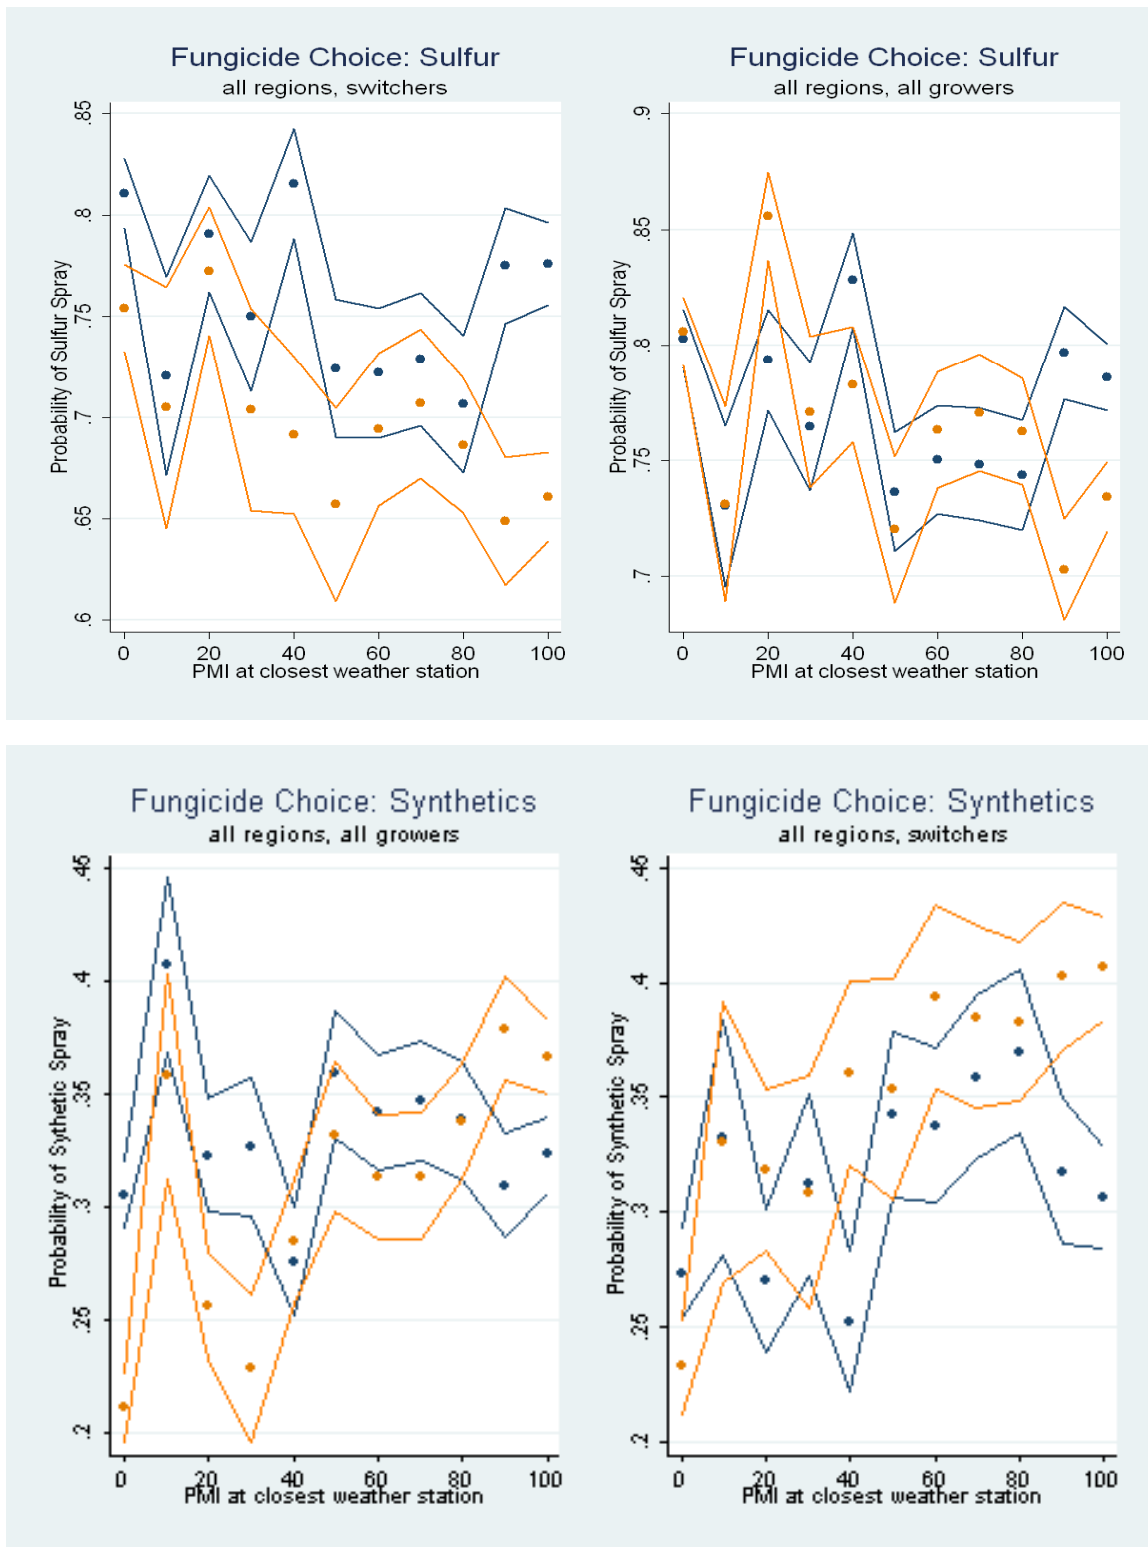 Fungicide Choice: Sulfur
all regions, switchers
Probability of Sulfur Spray
.85
.8
.75
.7
.65
.6
0 20 40 60 80 100
PMI at closest weather station
Fungicide Choice: Sulfur
all regions, all growers
Probability of Sulfur Spray
.9
.85
.8
.75
.7
0 20 40 60 80 100
PMI at closest weather station
Fungicide Choice: Synthetics
all regions, all growers
Probability of Sythetic Spray
.45
.4
.35
.3
.25
.2
0 20 40 60 80 100
PMI at closest weather station
Fungicide Choice: Synthetics
all regions, switchers
Probability of Synthetic Spray
.45
.4
.35
.3
.25
.2
0 20 40 60 80 100
PMI at closest weather station